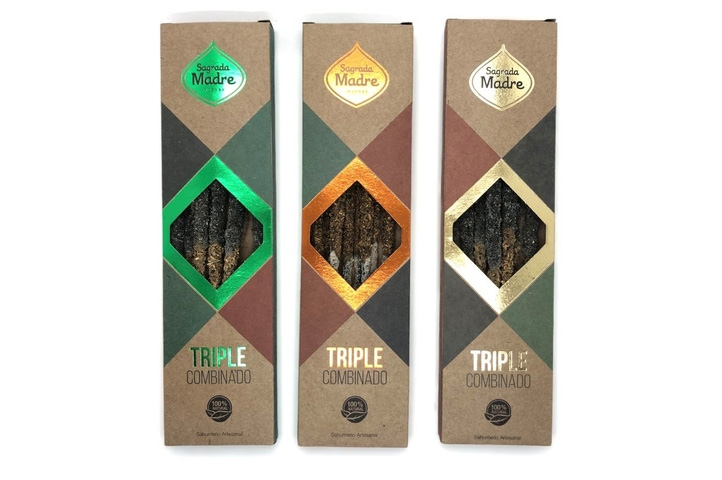 Sagrada
Madre
TRIPLE
COMBINADO
100%
NATURAL
Sahumerio Artesanal
Sagrada
Madre
TRIPLE
COMBINADO
100%
NATURAL
Sahumerio Artesanal
Sagrada
Madre
TRIPLE
COMBINADO
100%
NATURAL
Sahumerio Artesanal